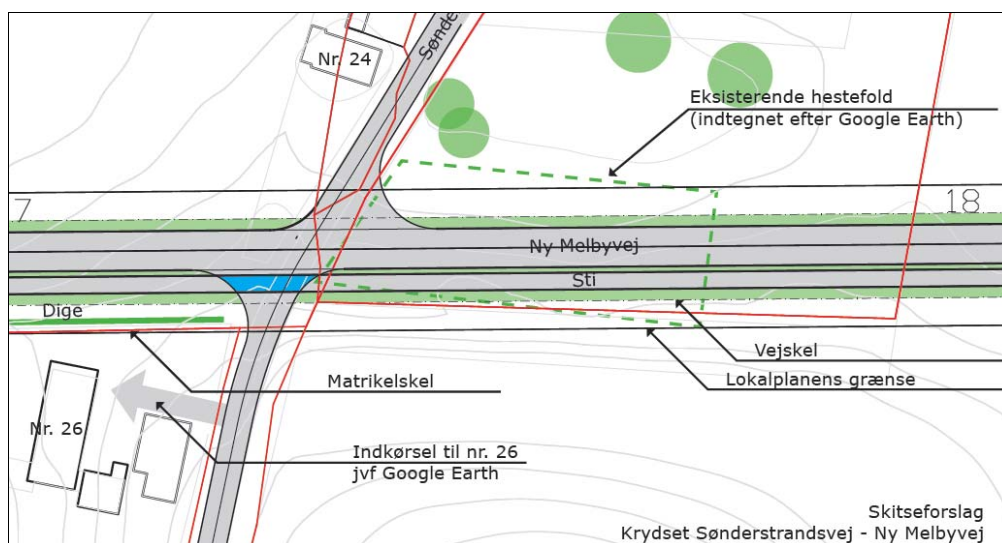 Sønde
Nr. 24
Eksisterende hestefold
(indtegnet efter Google Earth)
7
18
Ny Melbyvej
Sti
Dige
Vejskel
Matrikelskel
Lokalplanens grænse
Nr. 26
Indkørsel til nr. 26
jvf Google Earth
Skitseforslag
Krydset Sønderstrandsvej - Ny Melbyvej